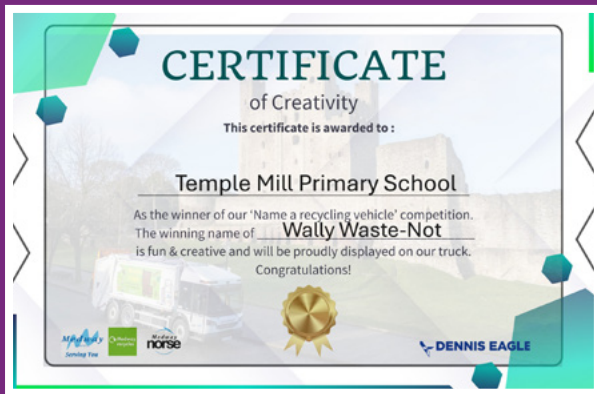 CERTIFICATE
of Creativity
This certificate is awarded to :
Temple Mill Primary School
As the winner of our 'Name a recycling vehicle' competition.
The winning name of Wally Waste-Not
is fun & creative and will be proudly displayed on our truck.
Congratulations!
Medway
Serving You
Medway
norse
DENNIS EAGLE